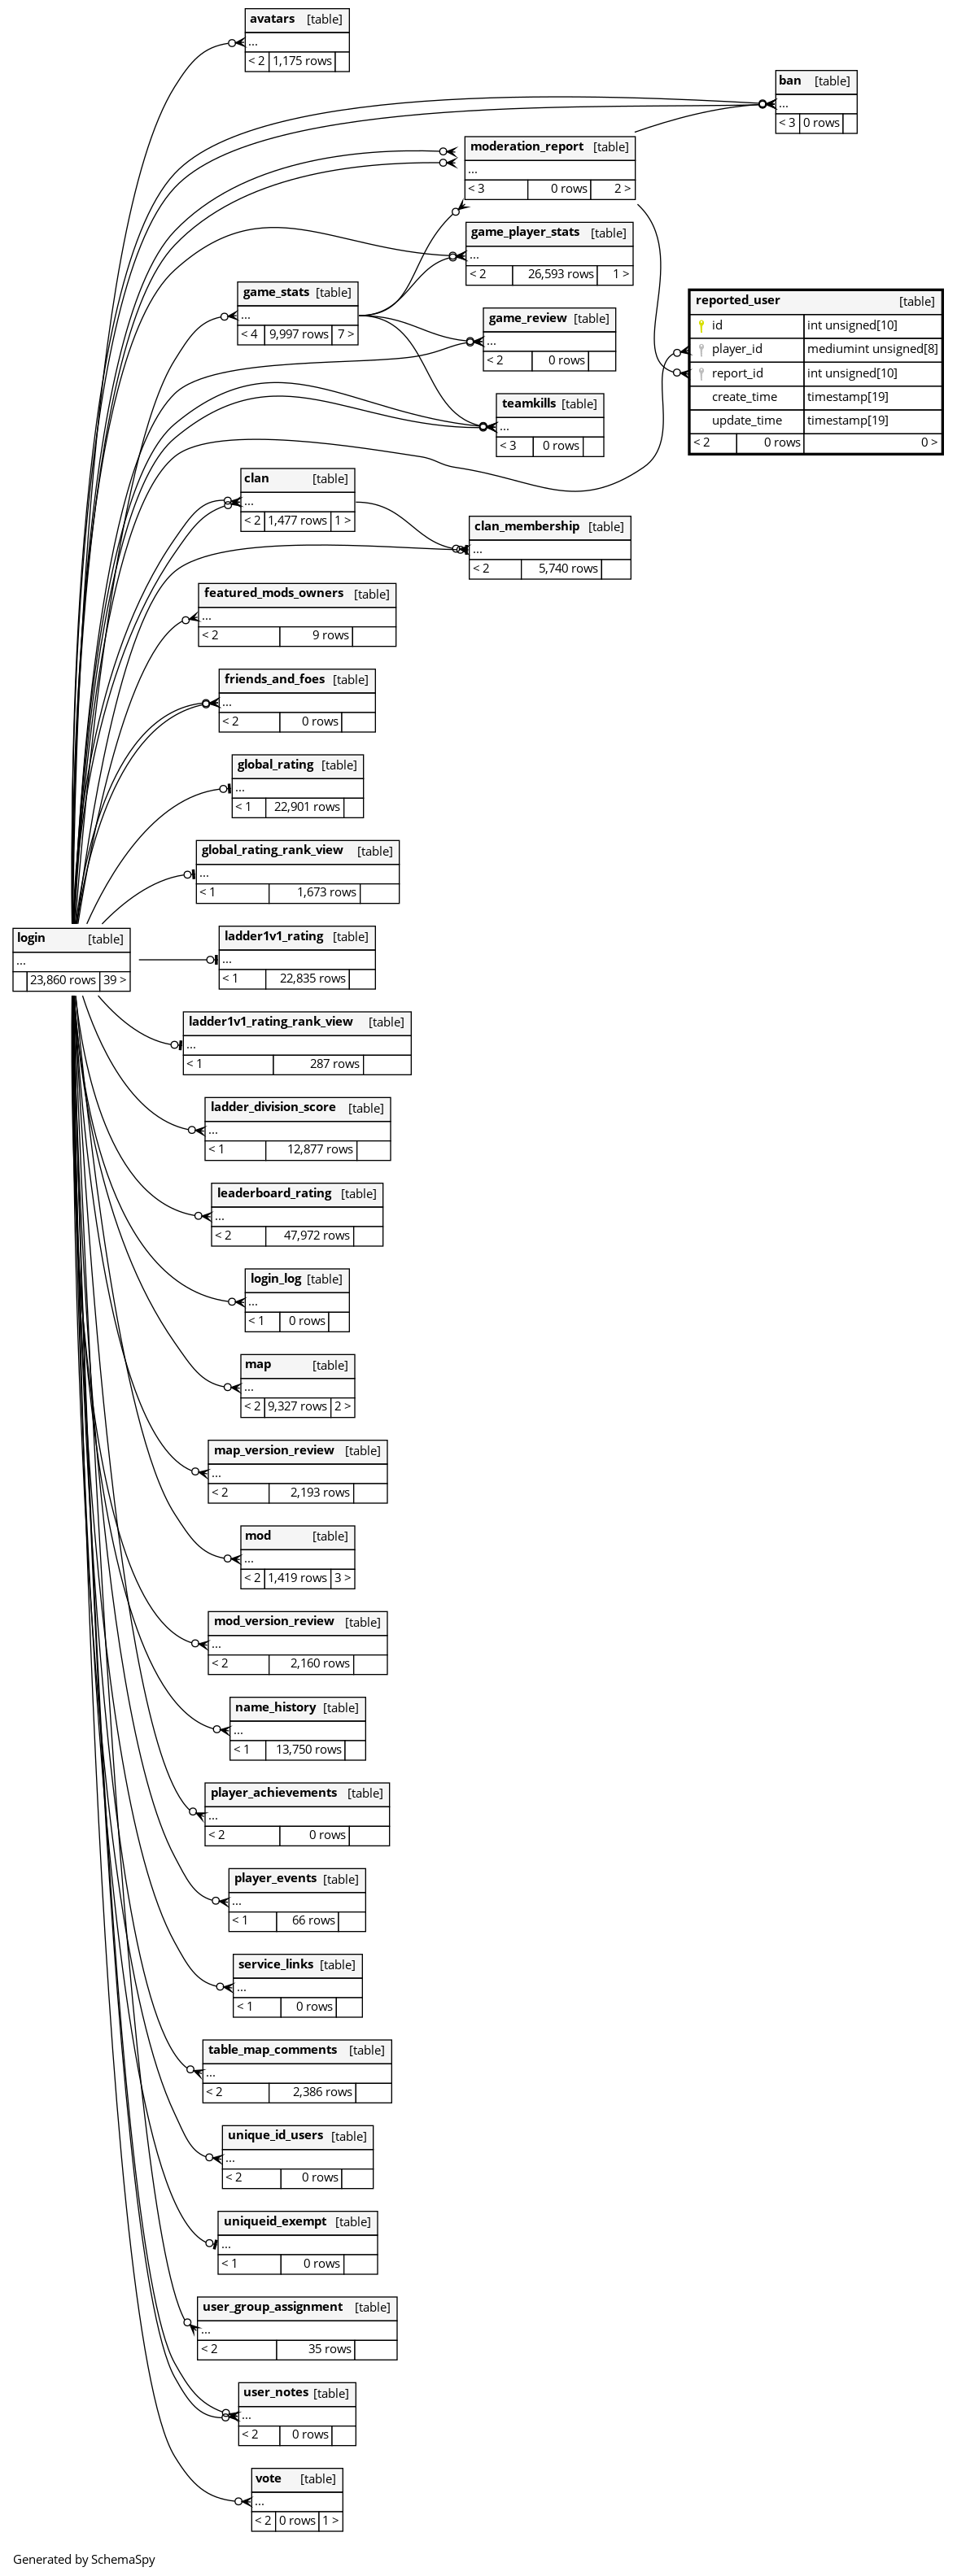 avatars [table]
...
< 2 1,175 rows
ban [table]
...
< 3 0 rows
moderation_report [table]
...
< 3 0 rows 2 >
game_player_stats [table]
...
< 2 26,593 rows 1 >
game_stats [table]
...
< 4 9,997 rows 7 >
reported_user [table]
id int unsigned[10]
player_id mediumint unsigned[8]
report_id int unsigned[10]
create_time timestamp[19]
update_time timestamp[19]
< 2 0 rows 0 >
game_review [table]
...
< 2 0 rows
teamkills [table]
...
< 3 0 rows
clan [table]
...
< 2 1,477 rows 1 >
clan_membership [table]
...
< 2 5,740 rows
featured_mods_owners [table]
...
< 2 9 rows
friends_and_foes [table]
...
< 2 0 rows
global_rating [table]
...
< 1 22,901 rows
global_rating_rank_view [table]
...
< 1 1,673 rows
login [table]
...
23,860 rows 39 >
ladder1v1_rating [table]
...
< 1 22,835 rows
ladder1v1_rating_rank_view [table]
...
< 1 287 rows
ladder_division_score [table]
...
< 1 12,877 rows
leaderboard_rating [table]
...
< 2 47,972 rows
login_log [table]
...
< 1 0 rows
map [table]
...
< 2 9,327 rows 2 >
map_version_review [table]
...
< 2 2,193 rows
mod [table]
...
< 2 1,419 rows 3 >
mod_version_review [table]
...
< 2 2,160 rows
name_history [table]
...
< 1 13,750 rows
player_achievements [table]
...
< 2 0 rows
player_events [table]
...
< 1 66 rows
service_links [table]
...
< 1 0 rows
table_map_comments [table]
...
< 2 2,386 rows
unique_id_users [table]
...
< 2 0 rows
uniqueid_exempt [table]
...
< 1 0 rows
user_group_assignment [table]
...
< 2 35 rows
user_notes [table]
...
< 2 0 rows
vote [table]
...
< 2 0 rows 1 >
Generated by SchemaSpy